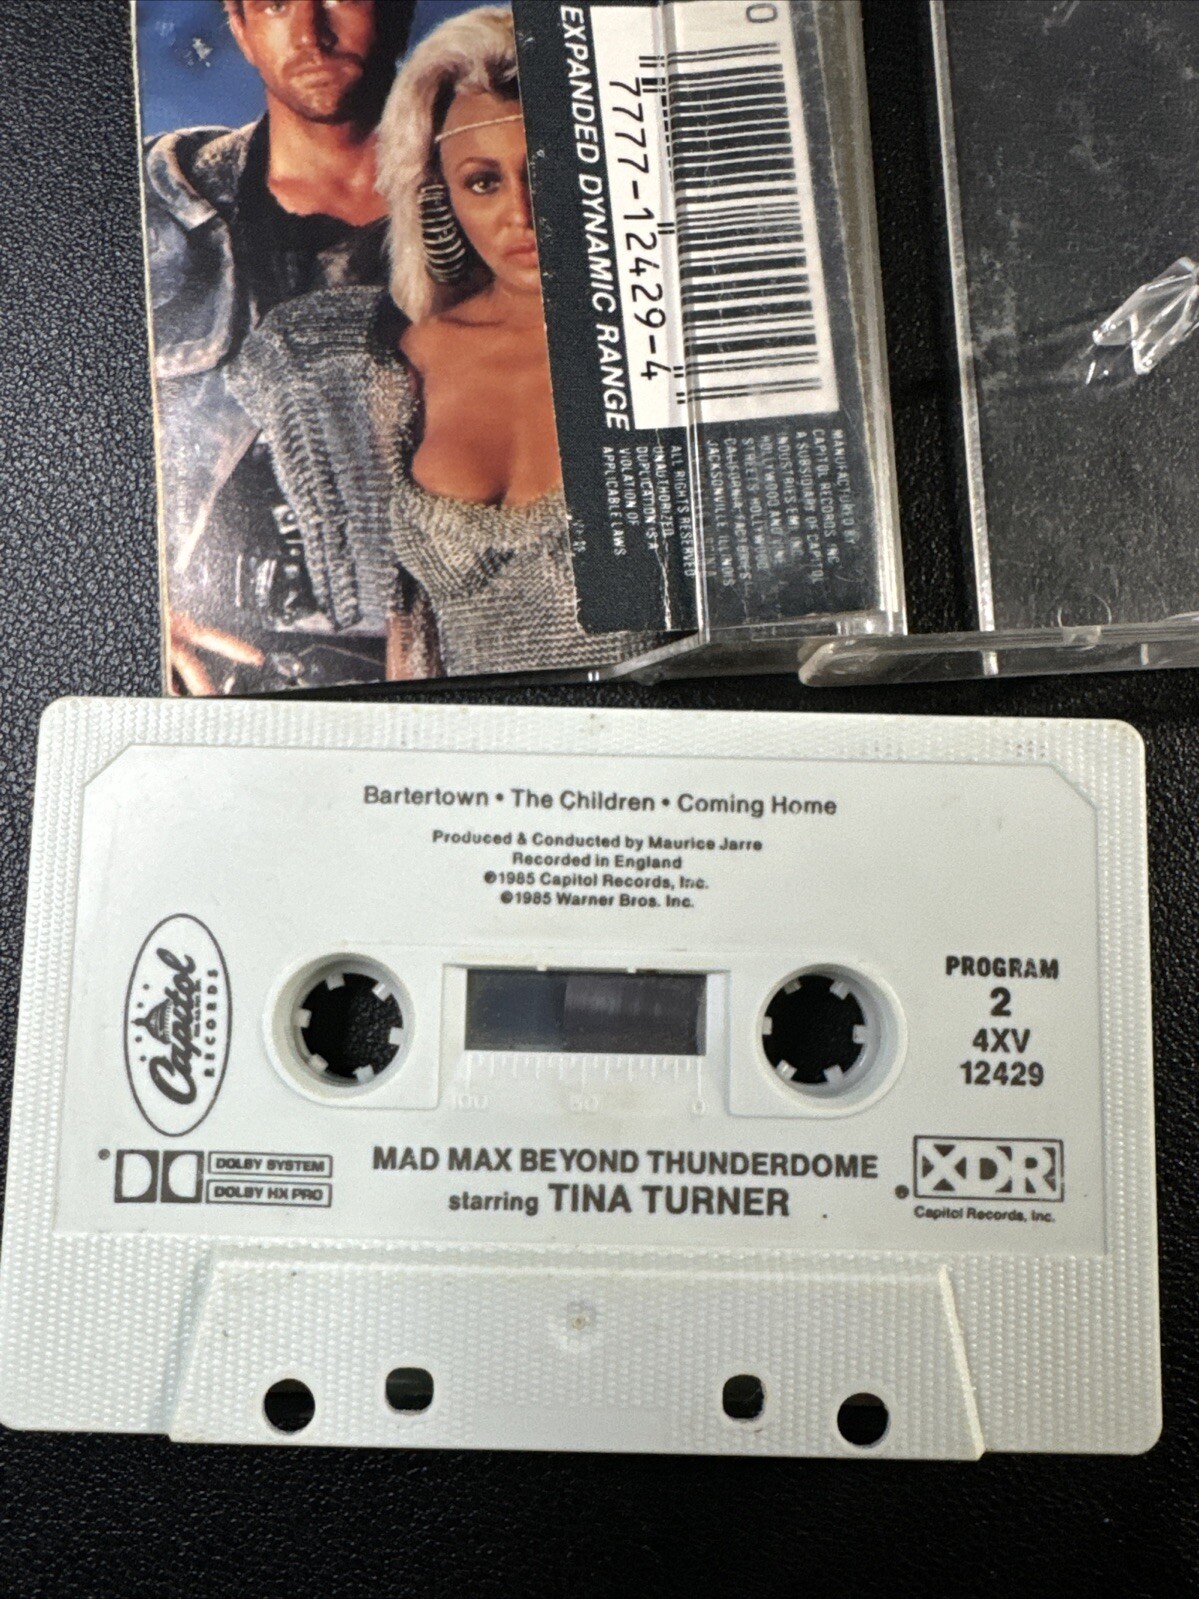 0
7777-12429-4
EXPANDED DYNAMIC RANGE
MANUFACTURED BY
CAPITOL RECORDS, INC.
A SUBSIDIARY OF CAPITOL
INDUSTRIES-EMI, INC.
HOLLYWOOD AND VINE
STREETS, HOLLYWOOD,
CALIFORNIA. FACTORIES:
JACKSONVILLE, ILLINOIS
ALL RIGHTS RESERVED
UNAUTHORIZED
DUPLICATION IS A
VIOLATION OF
APPLICABLE LAWS
Bartertown • The Children • Coming Home
Produced & Conducted by Maurice Jarre
Recorded in England
℗1985 Capitol Records, Inc.
©1985 Warner Bros. Inc.
Capitol
RECORDS
PROGRAM
2
4XV
12429
100 50 0
® DOLBY SYSTEM
DOLBY HX PRO
MAD MAX BEYOND THUNDERDOME
starring TINA TURNER
® XDR
Capitol Records, Inc.